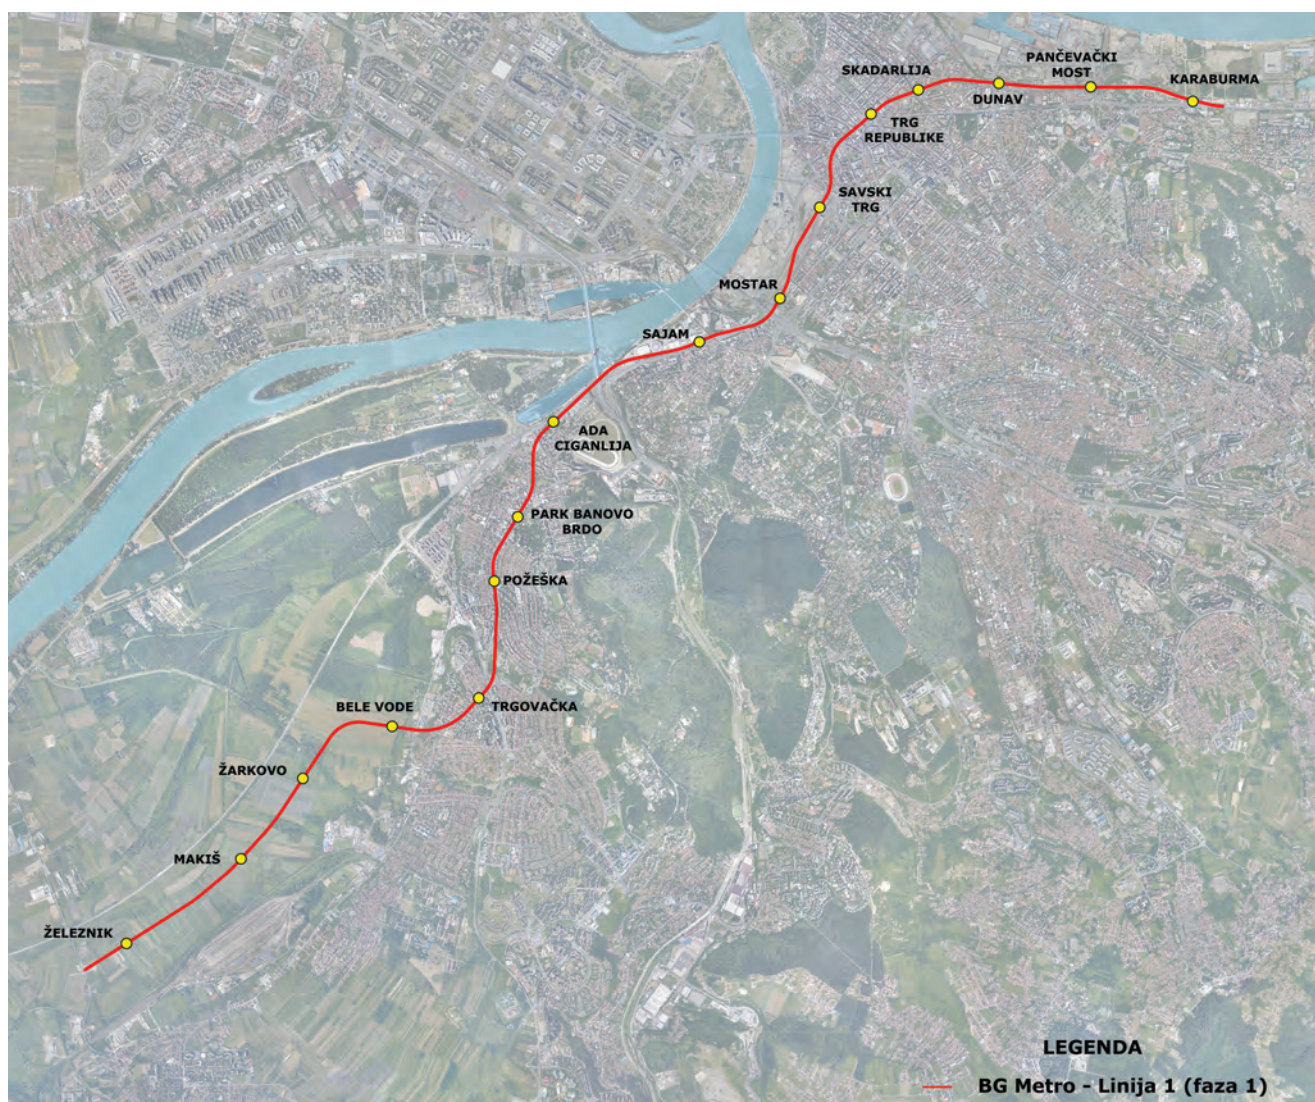 PANČEVAČKI
MOST
SKADARLIJA
KARABURMA
DUNAV
TRG
REPUBLIKE
SAVSKI
TRG
MOSTAR
SAJAM
ADA
CIGANLIJA
PARK BANOVO
BRDO
POŽEŠKA
TRGOVAČKA
BELE VODE
ŽARKOVO
MAKIŠ
ŽELEZNIK
LEGENDA
BG Metro - Linija 1 (faza 1)